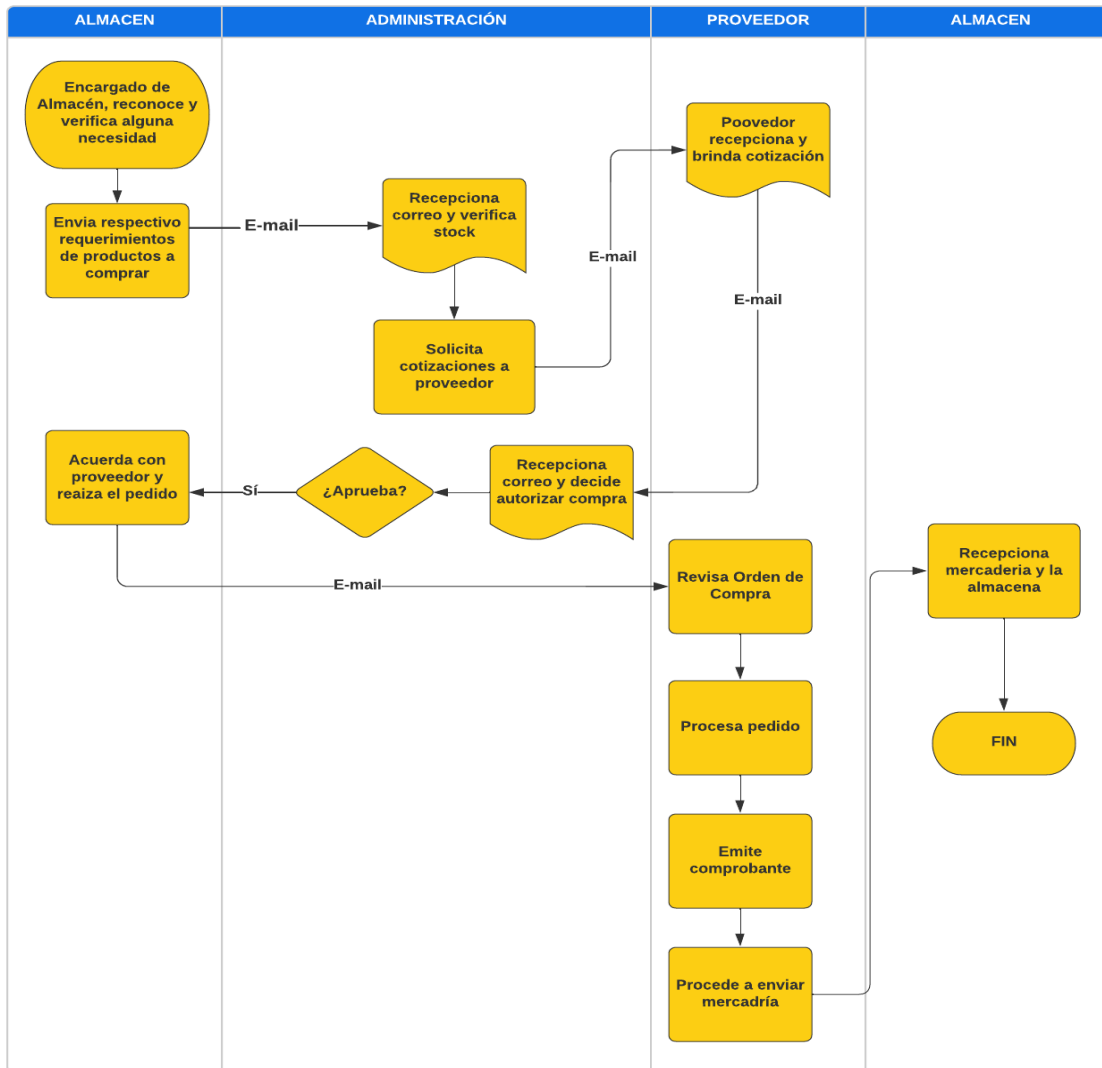 ALMACEN
ADMINISTRACIÓN
PROVEEDOR
ALMACEN
Encargado de
Almacén, reconoce y
verifica alguna
necesidad
Envia respectivo
requerimientos
de productos a
comprar
E-mail
Recepciona
correo y verifica
stock
Solicita
cotizaciones a
proveedor
E-mail
Poovedor
recepciona y
brinda cotización
E-mail
Recepciona
correo y decide
autorizar compra
¿Aprueba?
Sí
Acuerda con
proveedor y
reaiza el pedido
E-mail
Revisa Orden de
Compra
Procesa pedido
Emite
comprobante
Procede a enviar
mercadría
Recepciona
mercaderia y la
almacena
FIN